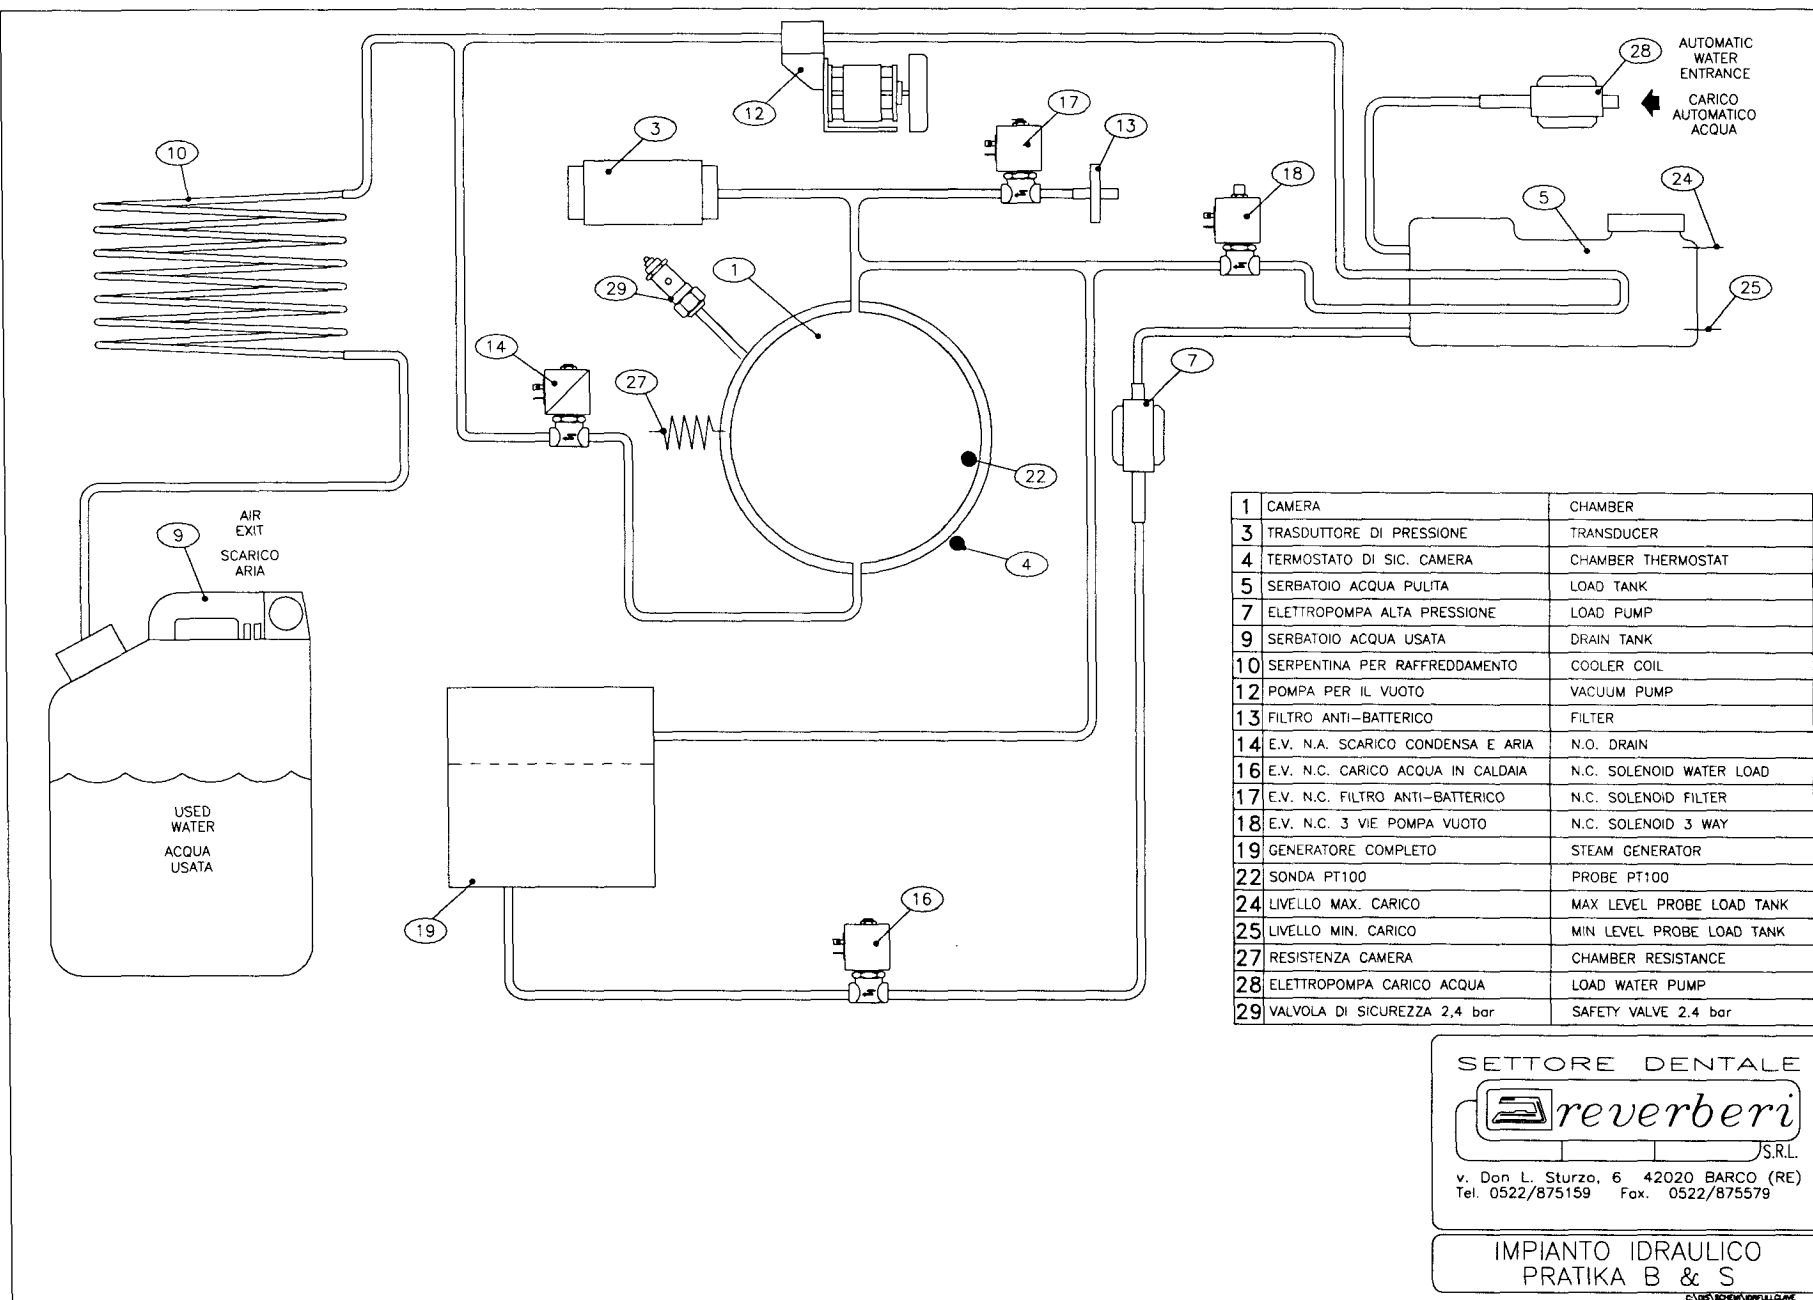 12
17
3
13
28
AUTOMATIC
WATER
ENTRANCE
CARICO
AUTOMATICO
ACQUA
10
18
24
5
29
1
25
14
27
7
22
4
AIR
EXIT
SCARICO
ARIA
9
USED
WATER
ACQUA
USATA
19
16
1 CAMERA CHAMBER
3 TRASDUTTORE DI PRESSIONE TRANSDUCER
4 TERMOSTATO DI SIC. CAMERA CHAMBER THERMOSTAT
5 SERBATOIO ACQUA PULITA LOAD TANK
7 ELETTROPOMPA ALTA PRESSIONE LOAD PUMP
9 SERBATOIO ACQUA USATA DRAIN TANK
10 SERPENTINA PER RAFFREDDAMENTO COOLER COIL
12 POMPA PER IL VUOTO VACUUM PUMP
13 FILTRO ANTI-BATTERICO FILTER
14 E.V. N.A. SCARICO CONDENSA E ARIA N.O. DRAIN
16 E.V. N.C. CARICO ACQUA IN CALDAIA N.C. SOLENOID WATER LOAD
17 E.V. N.C. FILTRO ANTI-BATTERICO N.C. SOLENOID FILTER
18 E.V. N.C. 3 VIE POMPA VUOTO N.C. SOLENOID 3 WAY
19 GENERATORE COMPLETO STEAM GENERATOR
22 SONDA PT100 PROBE PT100
24 LIVELLO MAX. CARICO MAX LEVEL PROBE LOAD TANK
25 LIVELLO MIN. CARICO MIN LEVEL PROBE LOAD TANK
27 RESISTENZA CAMERA CHAMBER RESISTANCE
28 ELETTROPOMPA CARICO ACQUA LOAD WATER PUMP
29 VALVOLA DI SICUREZZA 2,4 bar SAFETY VALVE 2.4 bar
SETTORE DENTALE
reverberi
S.R.L.
v. Don L. Sturzo, 6 42020 BARCO (RE)
Tel. 0522/875159 Fax. 0522/875579
IMPIANTO IDRAULICO
PRATIKA B & S